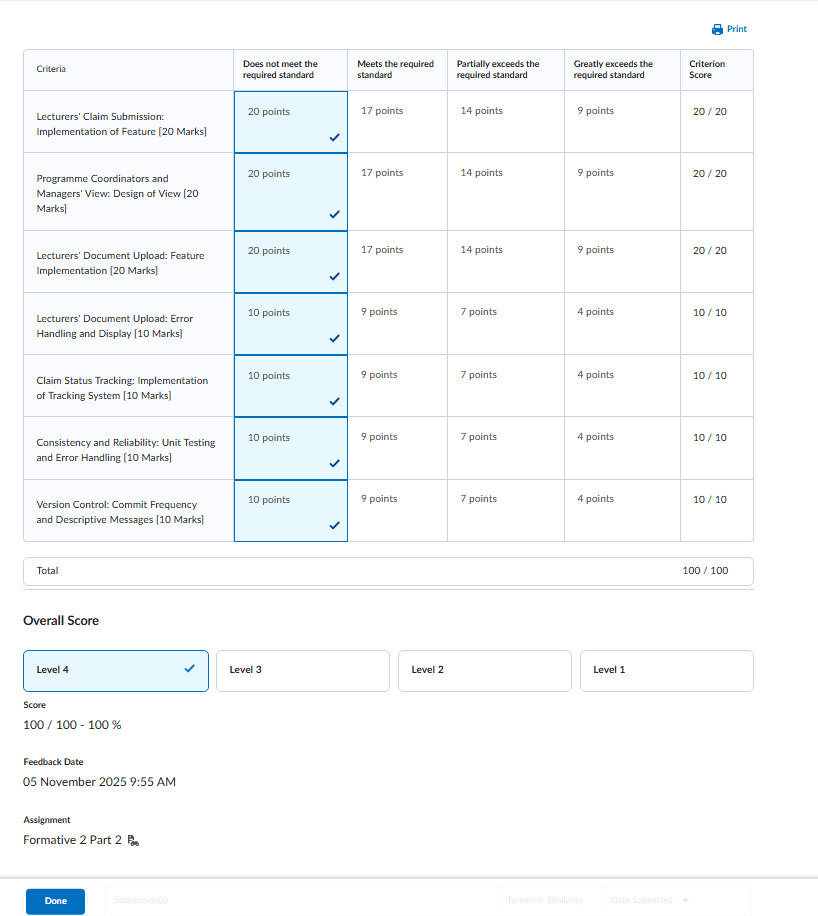 Print
Criteria
Does not meet the
required standard
Meets the required
standard
Partially exceeds the
required standard
Greatly exceeds the
required standard
Criterion
Score
Lecturers' Claim Submission:
Implementation of Feature [20 Marks]
20 points
17 points
14 points
9 points
20 / 20
Programme Coordinators and
Managers' View: Design of View [20
Marks]
20 points
17 points
14 points
9 points
20 / 20
Lecturers' Document Upload: Feature
Implementation [20 Marks]
20 points
17 points
14 points
9 points
20 / 20
Lecturers' Document Upload: Error
Handling and Display [10 Marks]
10 points
9 points
7 points
4 points
10 / 10
Claim Status Tracking: Implementation
of Tracking System [10 Marks]
10 points
9 points
7 points
4 points
10 / 10
Consistency and Reliability: Unit Testing
and Error Handling [10 Marks]
10 points
9 points
7 points
4 points
10 / 10
Version Control: Commit Frequency
and Descriptive Messages [10 Marks]
10 points
9 points
7 points
4 points
10 / 10
Total
100 / 100
Overall Score
Level 4
Level 3
Level 2
Level 1
Score
100 / 100 - 100 %
Feedback Date
05 November 2025 9:55 AM
Assignment
Formative 2 Part 2
Done
Submission(s)
Turnitin® Similarity
Date Submitted